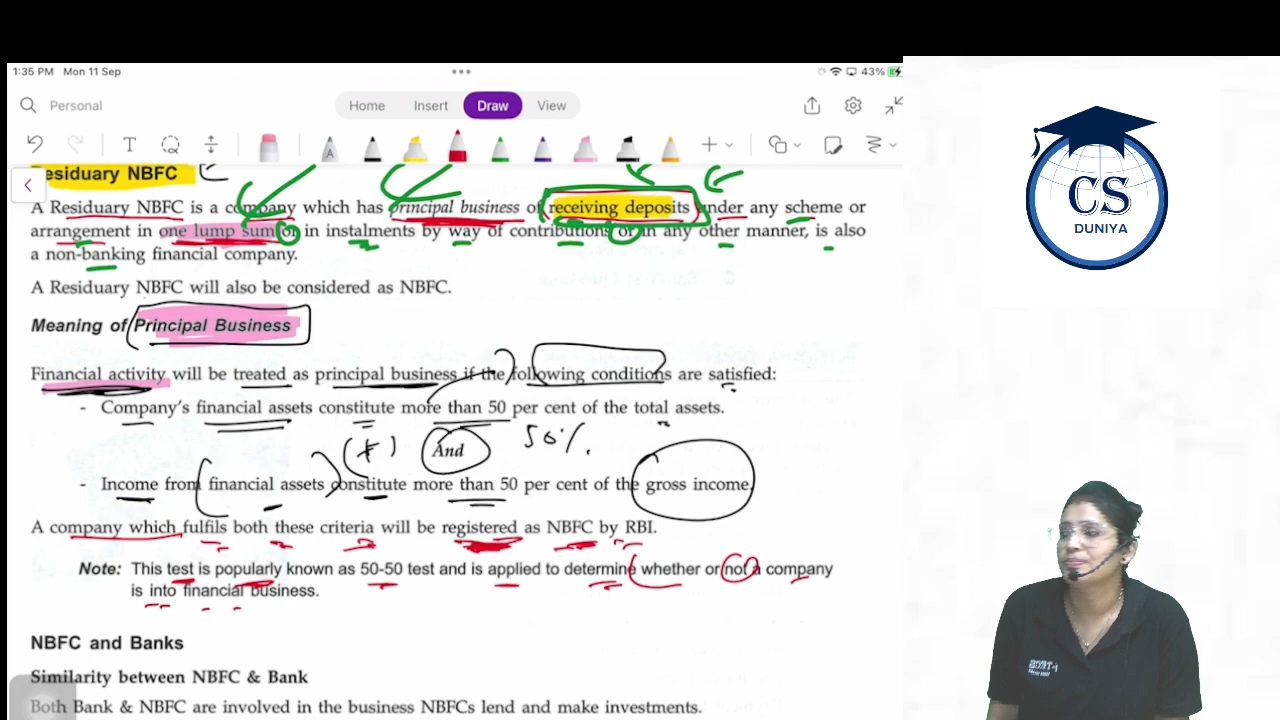 1:35 PM Mon 11 Sep
43%
Personal
Home Insert Draw View
T
A
esiduary NBFC
A Residuary NBFC is a company which has principal business of receiving deposits under any scheme or
arrangement in one lump sum or in instalments by way of contributions or in any other manner, is also
a non-banking financial company.
A Residuary NBFC will also be considered as NBFC.
Meaning of Principal Business
Financial activity will be treated as principal business if the following conditions are satisfied:
- Company's financial assets constitute more than 50 per cent of the total assets.
(+) And 50%.
- Income from financial assets constitute more than 50 per cent of the gross income.
A company which fulfils both these criteria will be registered as NBFC by RBI.
Note: This test is popularly known as 50-50 test and is applied to determine whether or not a company
is into financial business.
NBFC and Banks
Similarity between NBFC & Bank
Both Bank & NBFC are involved in the business NBFCs lend and make investments.
CS
DUNIYA